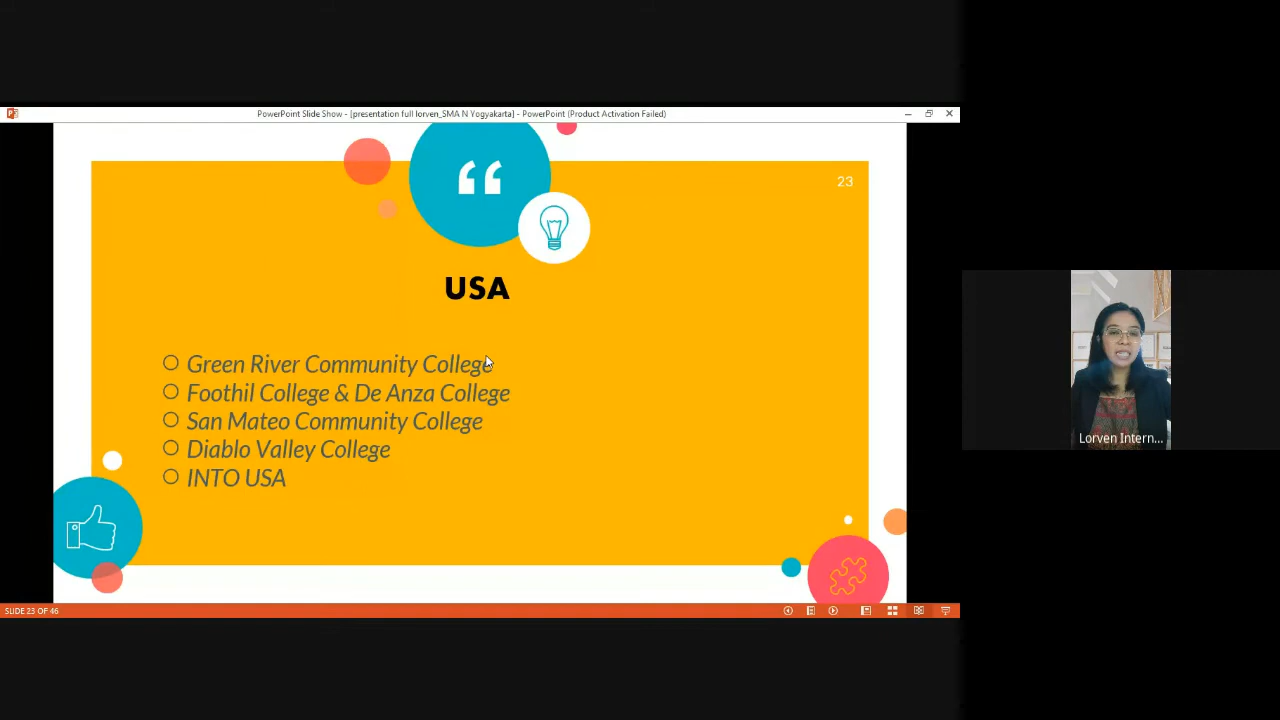 PowerPoint Slide Show - [presentation full lorven_SMA N Yogyakarta] - PowerPoint (Product Activation Failed)
“
23
USA
Green River Community College
Foothil College & De Anza College
San Mateo Community College
Diablo Valley College
INTO USA
Lorven Intern...
SLIDE 23 OF 46